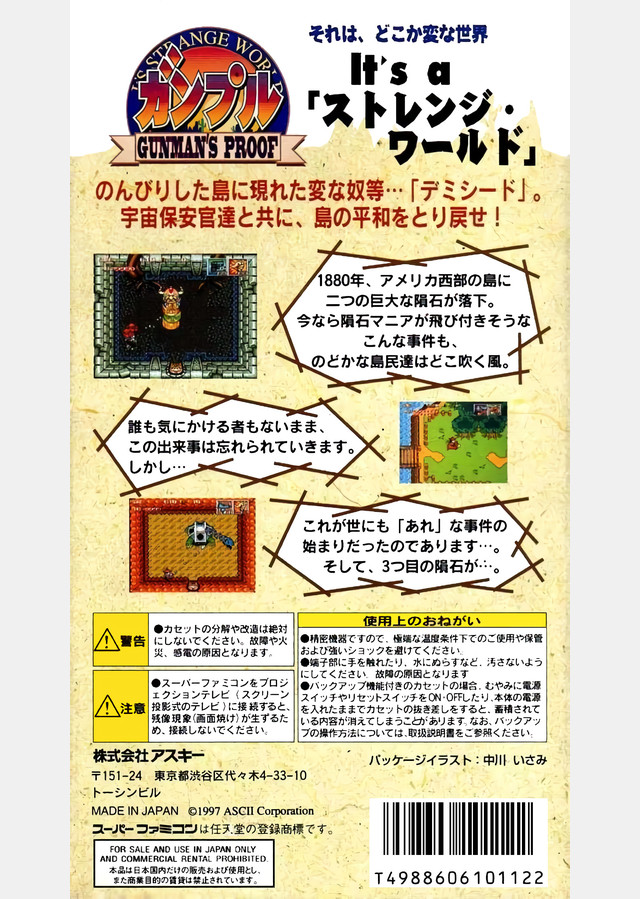 それは、どこか変な世界
IT'S STRANGE WORLD
ガンプル
GUNMAN'S PROOF
It's a
「ストレンジ・
ワールド」
のんびりした島に現れた変な奴等…「デミシード」。
宇宙保安官達と共に、島の平和をとり戻せ！
1880年、アメリカ西部の島に
二つの巨大な隕石が落下。
今なら隕石マニアが飛び付きそうな
こんな事件も、
のどかな島民達はどこ吹く風。
誰も気にかける者もないまま、
この出来事は忘れられていきます。
しかし…
これが世にも「あれ」な事件の
始まりだったのであります…。
そして、3つ目の隕石が…。
警告
●カセットの分解や改造は絶対
にしないでください。故障や火
災、感電の原因となります。
注意
●スーパーファミコンをプロジ
ェクションテレビ（スクリーン
投影式のテレビ）に接続すると、
残像現象（画面焼け）が生ずるた
め、接続しないでください。
使用上のおねがい
●精密機器ですので、極端な温度条件下でのご使用や保管
および強いショックを避けてください。
●端子部に手を触れたり、水にぬらすなど、汚さないよう
にしてください。故障の原因となります
●バックアップ機能付きのカセットの場合、むやみに電源
スイッチやリセットスイッチをON・OFFしたり、本体の電源
を入れたままでカセットの抜き差しをすると、蓄積されて
いる内容が消えてしまうことがあります。なお、バックアッ
プの操作方法については、取扱説明書をご参照ください。
株式会社アスキー
〒151-24 東京都渋谷区代々木4-33-10
トーシンビル
MADE IN JAPAN ©1997 ASCII Corporation
スーパーファミコンは任天堂の登録商標です。
パッケージイラスト：中川 いさみ
FOR SALE AND USE IN JAPAN ONLY
AND COMMERCIAL RENTAL PROHIBITED.
本品は日本国内だけの販売および使用とし、
また商業目的の賃貸は禁止されています。
T4988606101122